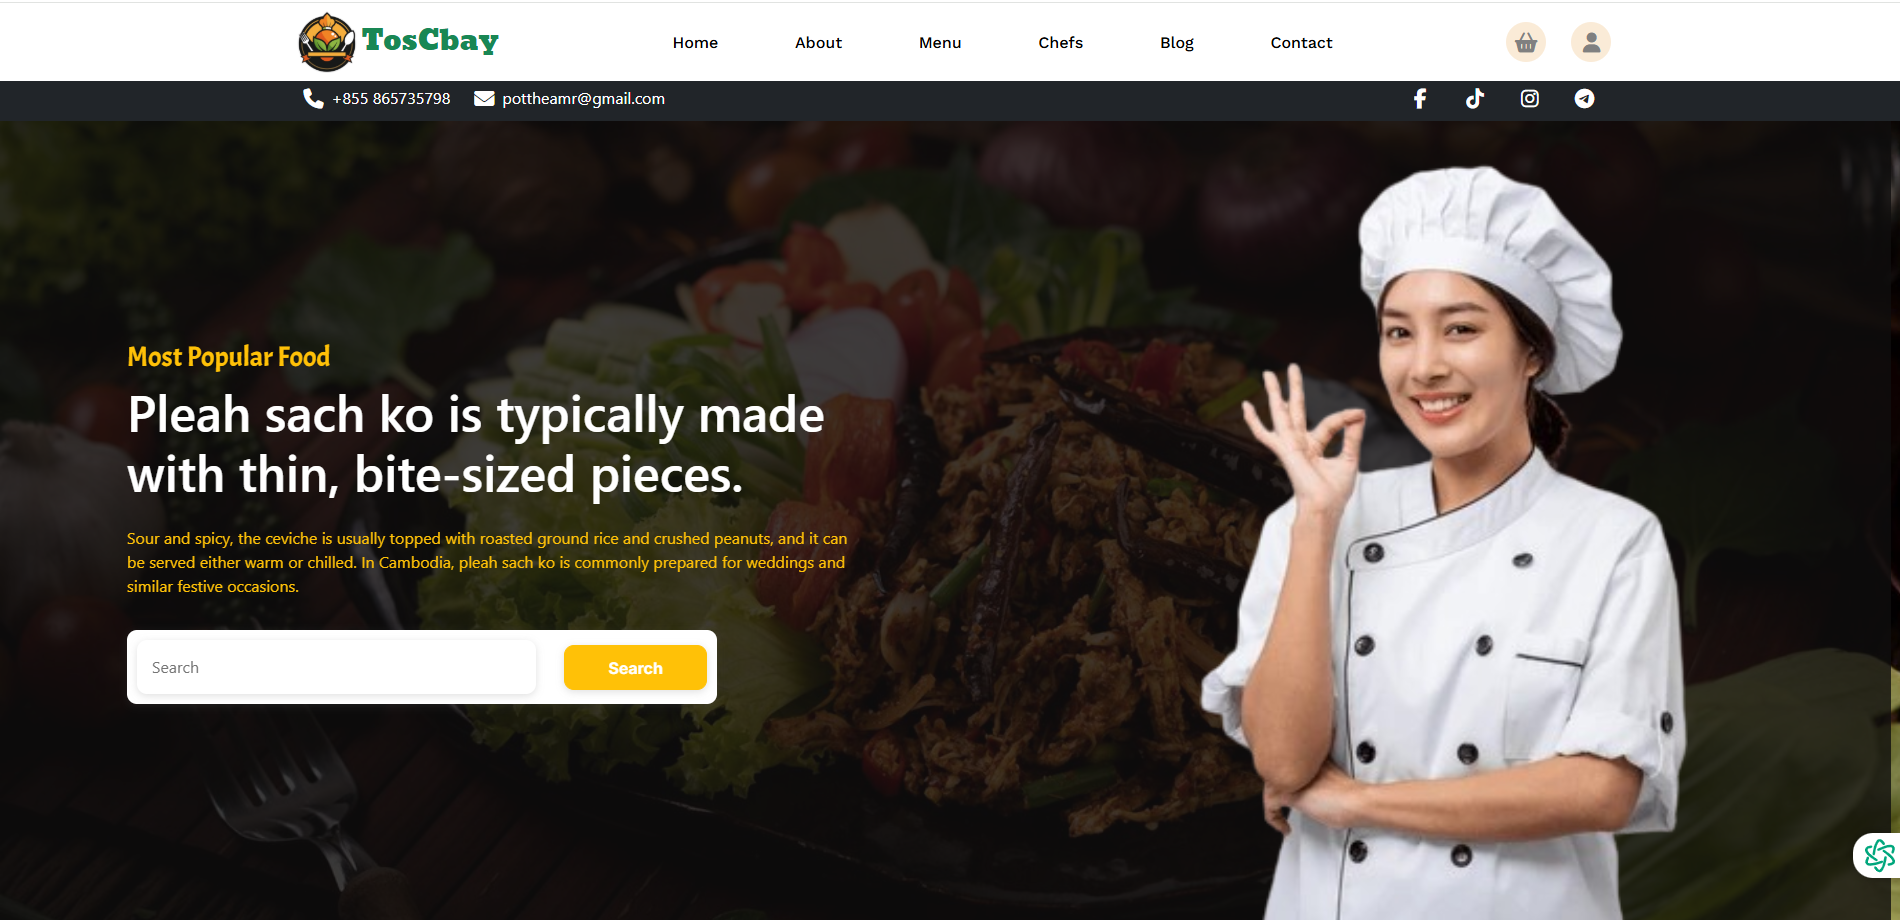 TosCbay
Home About Menu Chefs Blog Contact
+855 865735798 pottheamr@gmail.com
Most Popular Food
Pleah sach ko is typically made
with thin, bite-sized pieces.
Sour and spicy, the ceviche is usually topped with roasted ground rice and crushed peanuts, and it can
be served either warm or chilled. In Cambodia, pleah sach ko is commonly prepared for weddings and
similar festive occasions.
Search Search